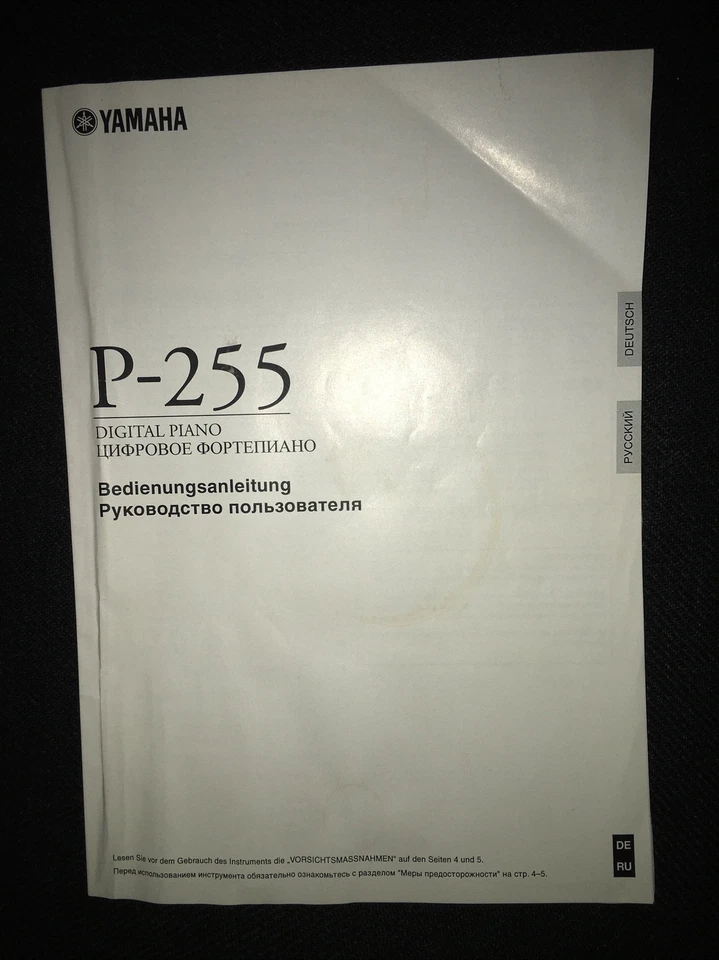 YAMAHA
P-255
DIGITAL PIANO
ЦИФРОВОЕ ФОРТЕПИАНО
Bedienungsanleitung
Руководство пользователя
DEUTSCH
РУССКИЙ
Lesen Sie vor dem Gebrauch des Instruments die „VORSICHTSMASSNAHMEN" auf den Seiten 4 und 5.
Перед использованием инструмента обязательно ознакомьтесь с разделом "Меры предосторожности" на стр. 4–5.
DE
RU